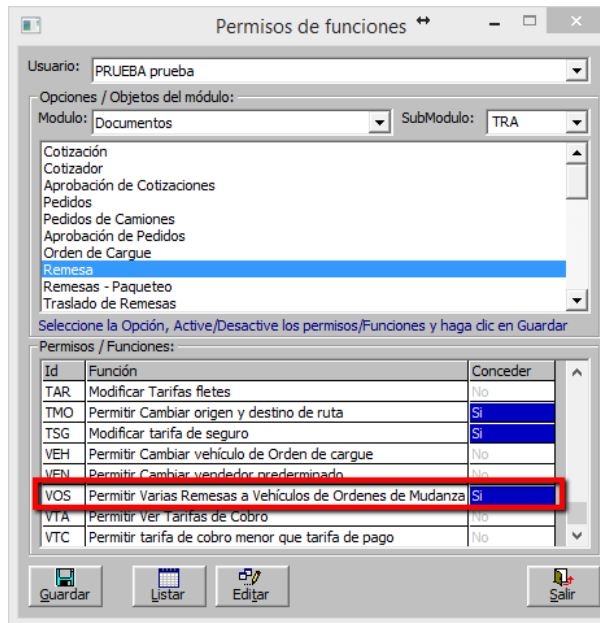 Permisos de funciones
Usuario: PRUEBA prueba
Opciones / Objetos del módulo:
Modulo: Documentos SubModulo: TRA
Cotización
Cotizador
Aprobación de Cotizaciones
Pedidos
Pedidos de Camiones
Aprobación de Pedidos
Orden de Cargue
Remesa
Remesas - Paqueteo
Traslado de Remesas
Seleccione la Opción, Active/Desactive los permisos/Funciones y haga clic en Guardar
Permisos / Funciones:
Id Función Conceder
TAR Modificar Tarifas fletes No
TMO Permitir Cambiar origen y destino de ruta Si
TSG Modificar tarifa de seguro Si
VEH Permitir Cambiar vehículo de Orden de cargue No
VEN Permitir Cambiar vendedor prederminado No
VOS Permitir Varias Remesas a Vehículos de Ordenes de Mudanza Si
VTA Permitir Ver Tarifas de Cobro No
VTC Permitir tarifa de cobro menor que tarifa de pago No
Guardar Listar Editar Salir